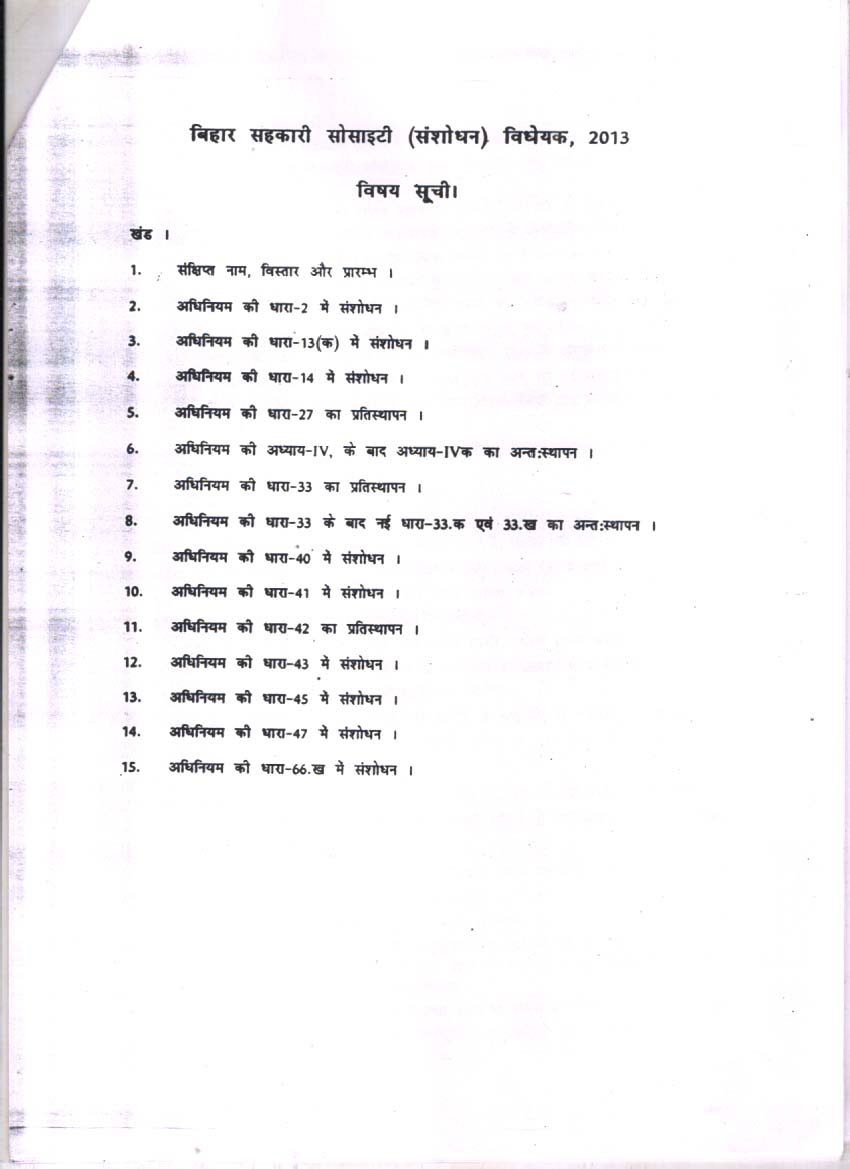 बिहार सहकारी सोसाइटी (संशोधन) विधेयक, 2013
विषय सूची।
खंड ।
1. संक्षिप्त नाम, विस्तार और प्रारम्भ ।
2. अधिनियम की धारा-2 में संशोधन ।
3. अधिनियम की धारा-13(क) में संशोधन ।
4. अधिनियम की धारा-14 में संशोधन ।
5. अधिनियम की धारा-27 का प्रतिस्थापन ।
6. अधिनियम की अध्याय-IV, के बाद अध्याय-IVक का अन्तःस्थापन ।
7. अधिनियम की धारा-33 का प्रतिस्थापन ।
8. अधिनियम की धारा-33 के बाद नई धारा-33.क एवं 33.ख का अन्तःस्थापन ।
9. अधिनियम की धारा-40 में संशोधन ।
10. अधिनियम की धारा-41 में संशोधन ।
11. अधिनियम की धारा-42 का प्रतिस्थापन ।
12. अधिनियम की धारा-43 में संशोधन ।
13. अधिनियम की धारा-45 में संशोधन ।
14. अधिनियम की धारा-47 में संशोधन ।
15. अधिनियम की धारा-66.ख में संशोधन ।